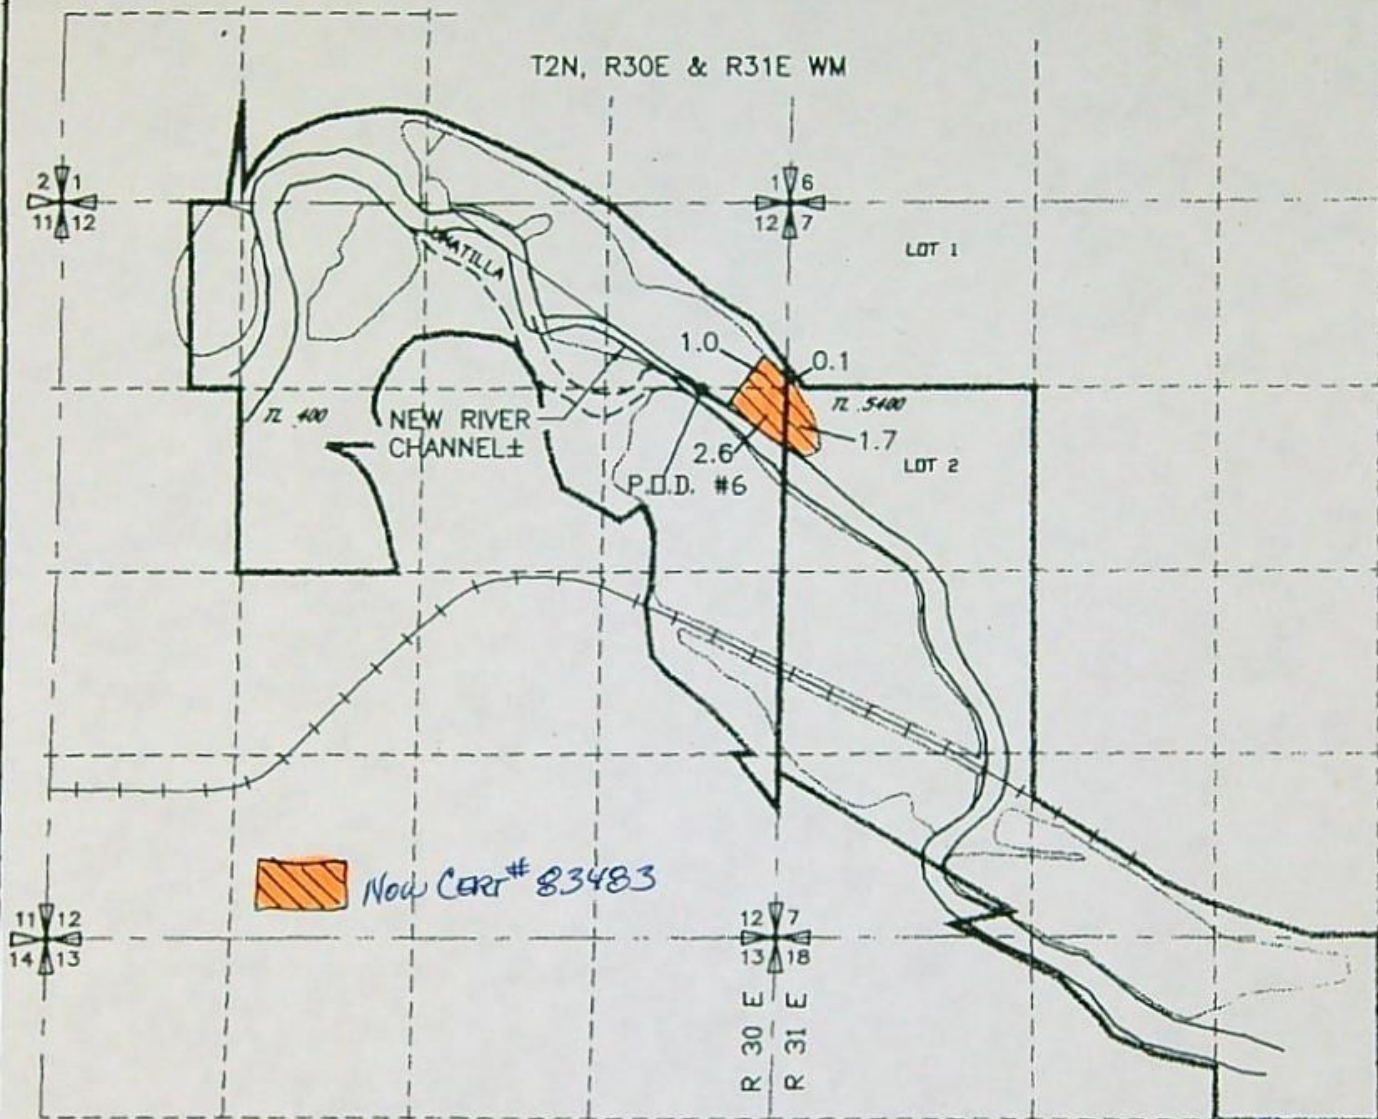 T2N, R30E & R31E WM
2 1
11 12
1 6
12 7
LOT 1
UMATILLA
1.0
0.1
TL 400
TL 5400
NEW RIVER
CHANNEL±
1.7
2.6
LOT 2
P.O.D. #6
Now CERT# 83483
11 12
14 13
12 7
13 18
R 30 E
R 31 E